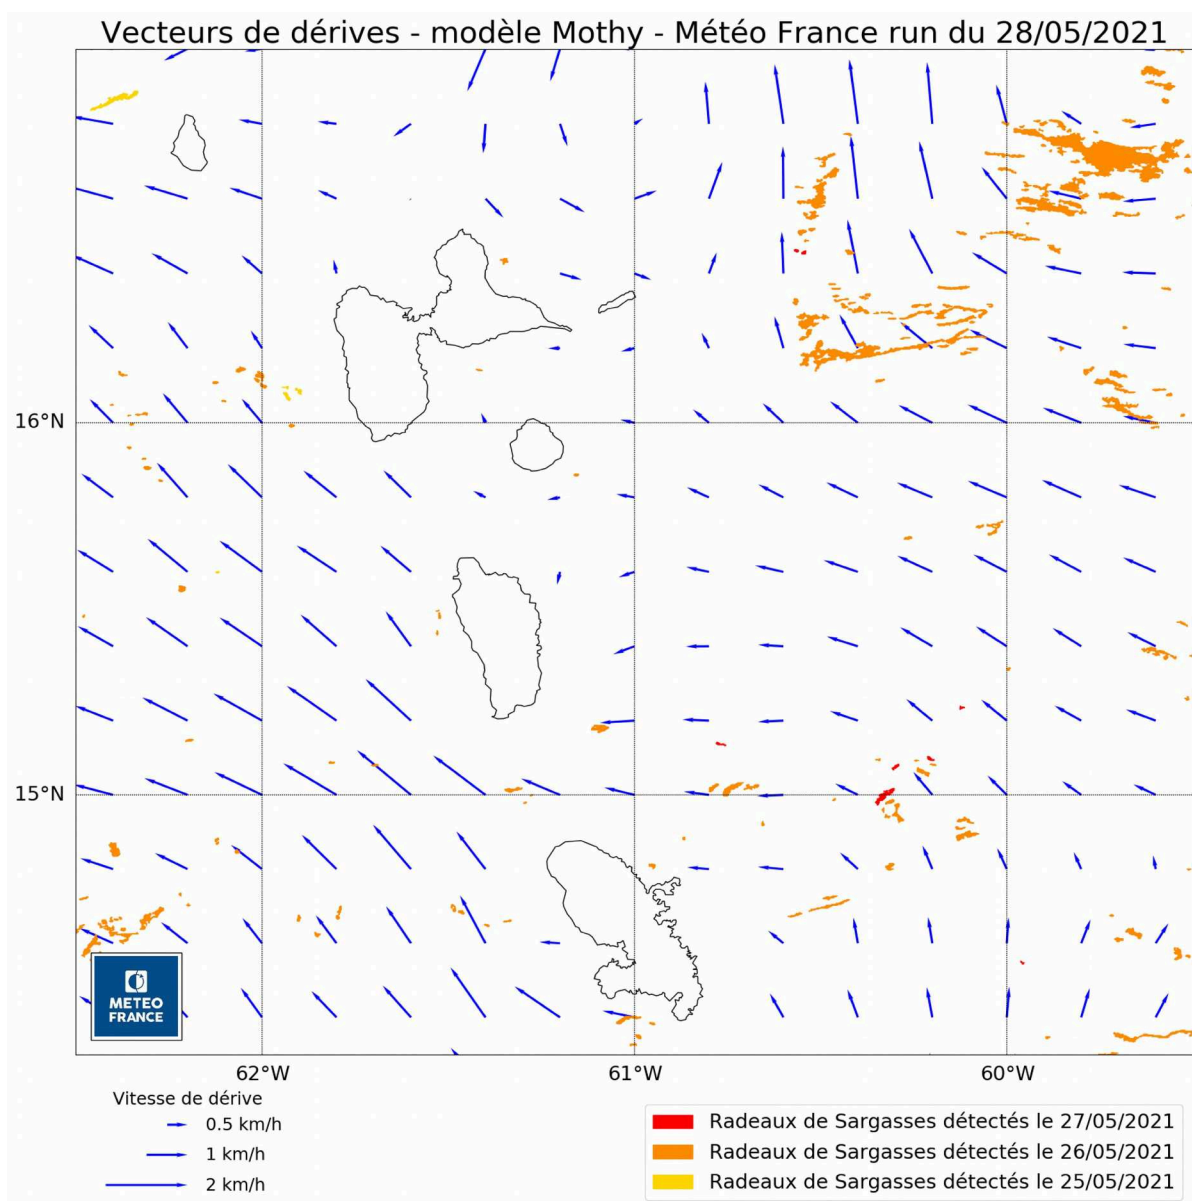 Vecteurs de dérives - modèle Mothy - Météo France run du 28/05/2021
16°N
15°N
METEO
FRANCE
62°W
61°W
60°W
Vitesse de dérive
0.5 km/h
1 km/h
2 km/h
Radeaux de Sargasses détectés le 27/05/2021
Radeaux de Sargasses détectés le 26/05/2021
Radeaux de Sargasses détectés le 25/05/2021